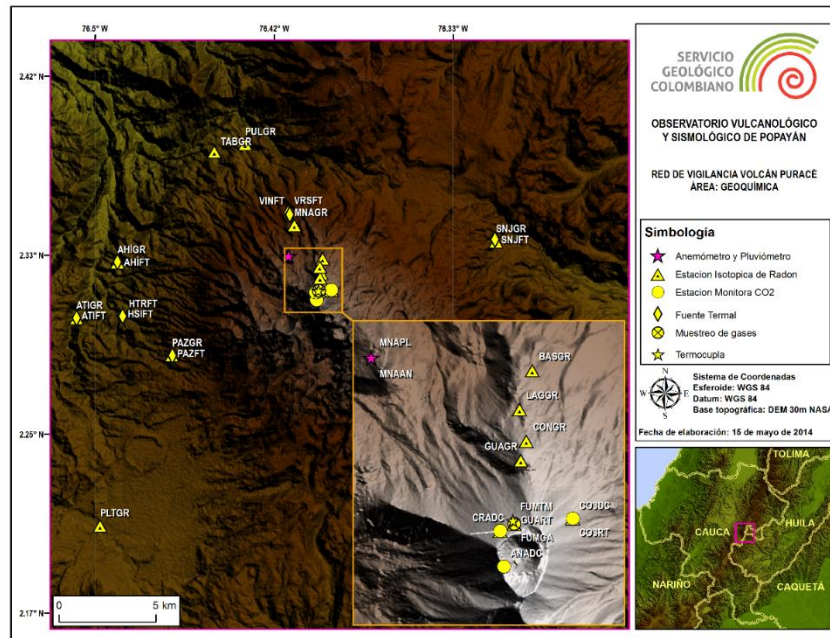 76.5° W
76.42° W
76.33° W
2.42° N
2.33° N
2.25° N
2.17° N
PULGR
TABGR
VINFT
VRSFT
MNAGR
SNJGR
SNJFT
AHIGR
AHIFT
HTRFT
HSIFT
ATIGR
ATIFT
PAZGR
PAZFT
PLTGR
0
5 km
MNAPL
MNAAN
BASGR
LAGGR
CONGR
GUAGR
CRADC
FUMTM
GUART
FUMGA
CO3DC
CO3RT
ANADC
SERVICIO
GEOLÓGICO
COLOMBIANO
OBSERVATORIO VULCANOLÓGICO
Y SISMOLÓGICO DE POPAYÁN
RED DE VIGILANCIA VOLCÁN PURACÉ
ÁREA: GEOQUÍMICA
Simbología
Anemómetro y Pluviómetro
Estacion Isotopica de Radon
Estacion Monitora CO2
Fuente Termal
Muestreo de gases
Termocupla
N
W
E
S
Sistema de Coordenadas
Esferoide: WGS 84
Datum: WGS 84
Base topográfica: DEM 30m NASA
Fecha de elaboración: 15 de mayo de 2014
TOLIMA
CAUCA
HUILA
NARIÑO
CAQUETÁ